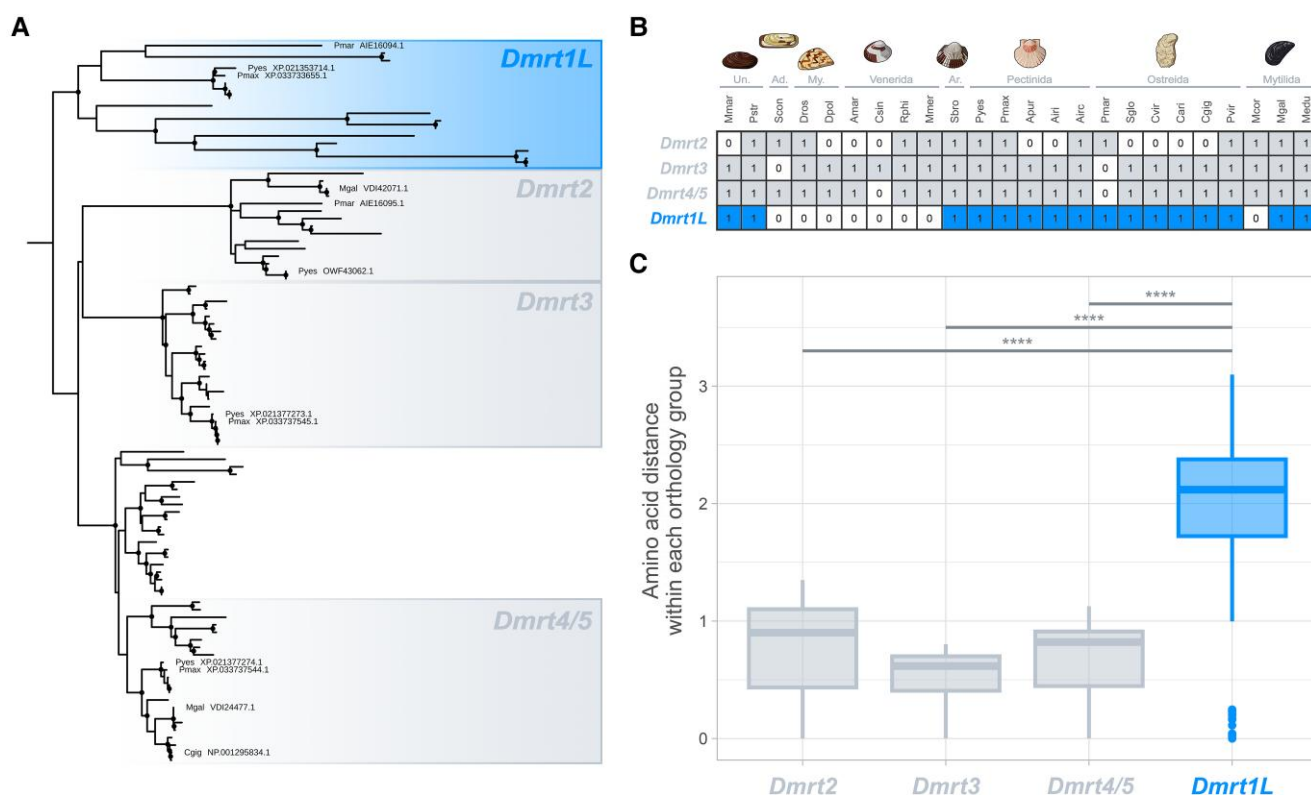 A
Dmrt1L
Pmar AIE16094.1
Pyes XP.021353714.1
Pmax XP.033733655.1
Dmrt2
Mgal VDI42071.1
Pmar AIE16095.1
Pyes OWF43062.1
Dmrt3
Pyes XP.021377273.1
Pmax XP.033737545.1
Dmrt4/5
Pyes XP.021377274.1
Pmax XP.033737544.1
Mgal VDI24477.1
Cgig NP.001295834.1
B
Un. Ad. My. Venerida Ar. Pectinida Ostreida Mytilida
Mmar Pstr Scon Dros Dpol Amar Csin Rphi Mmer Sbro Pyes Pmax Apur Airi Airc Pmar Sglo Cvir Cari Cgig Pvir Mcor Mgal Medu
Dmrt2 0 1 1 1 0 0 0 1 1 1 1 1 0 0 1 1 0 0 0 0 1 1 1 1
Dmrt3 1 1 0 1 1 1 1 1 1 1 1 1 1 1 1 0 1 1 1 1 1 1 1 1
Dmrt4/5 1 1 1 1 1 1 0 1 1 1 1 1 1 1 1 0 1 1 1 1 1 1 1 1
Dmrt1L 1 1 0 0 0 0 0 0 0 1 1 1 1 1 1 1 1 1 1 1 1 0 1 1
C
Amino acid distance
within each orthology group
****
****
****
3
2
1
0
Dmrt2 Dmrt3 Dmrt4/5 Dmrt1L